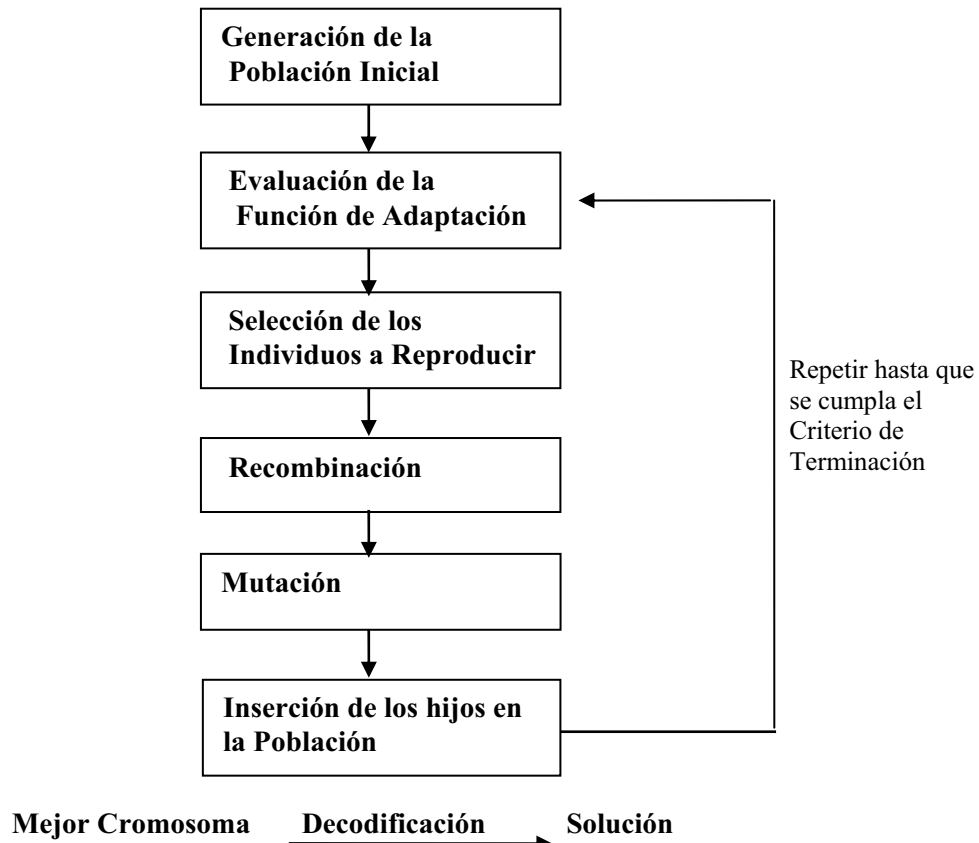 Generación de la
Población Inicial
Evaluación de la
Función de Adaptación
Selección de los
Individuos a Reproducir
Repetir hasta que
se cumpla el
Criterio de
Terminación
Recombinación
Mutación
Inserción de los hijos en
la Población
Mejor Cromosoma Decodificación Solución